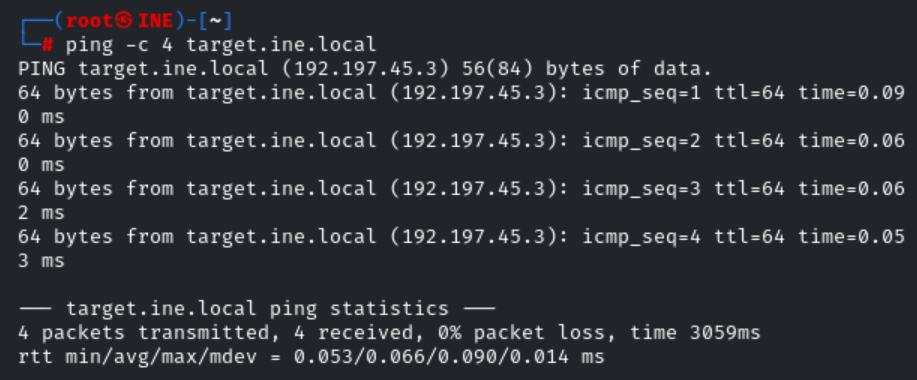 ┌──(root㉿INE)-[~]
└─# ping -c 4 target.ine.local
PING target.ine.local (192.197.45.3) 56(84) bytes of data.
64 bytes from target.ine.local (192.197.45.3): icmp_seq=1 ttl=64 time=0.09
0 ms
64 bytes from target.ine.local (192.197.45.3): icmp_seq=2 ttl=64 time=0.06
0 ms
64 bytes from target.ine.local (192.197.45.3): icmp_seq=3 ttl=64 time=0.06
2 ms
64 bytes from target.ine.local (192.197.45.3): icmp_seq=4 ttl=64 time=0.05
3 ms

--- target.ine.local ping statistics ---
4 packets transmitted, 4 received, 0% packet loss, time 3059ms
rtt min/avg/max/mdev = 0.053/0.066/0.090/0.014 ms